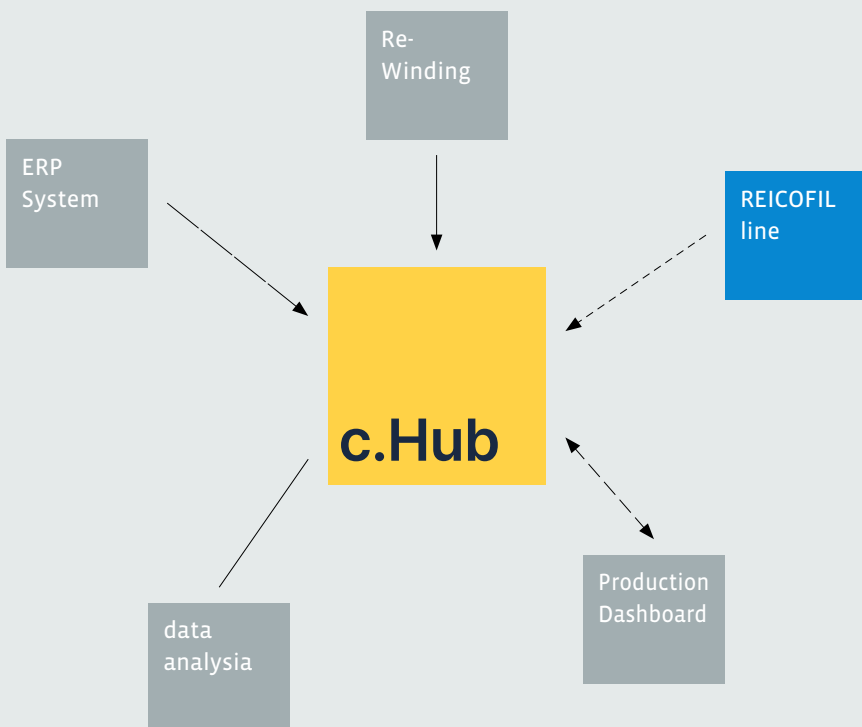 Re-
Winding
ERP
System
REICOFIL
line
c.Hub
Production
Dashboard
data
analysia